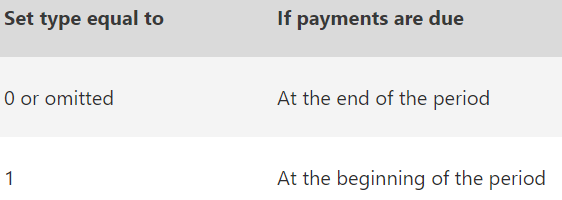 Set type equal to If payments are due
0 or omitted At the end of the period
1 At the beginning of the period